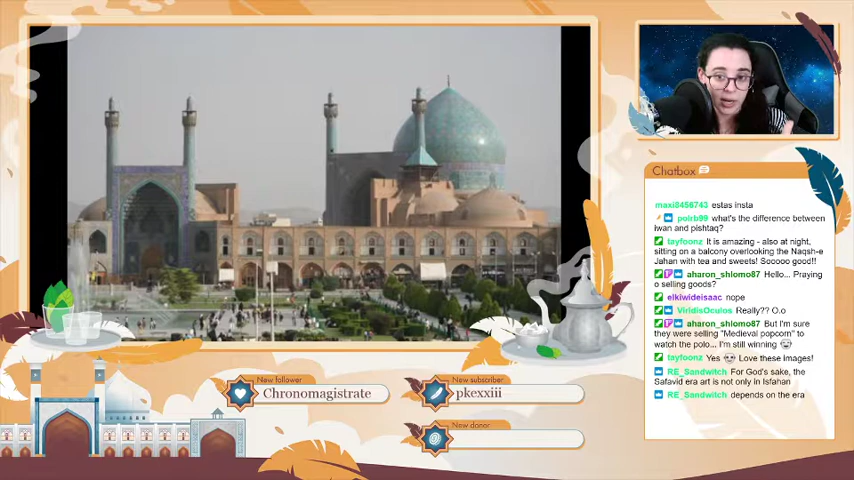 Chatbox
maxi8456743 estas insta
polrb99 what's the difference between
iwan and pishtaq?
tayfoonz It is amazing - also at night,
sitting on a balcony overlooking the Naqsh-e
Jahan with tea and sweets! Sooooo good!!
aharon_shlomo87 Hello... Praying
o selling goods?
elkiwideisaac nope
ViridisOculos Really?? O.o
aharon_shlomo87 But I'm sure
they were selling "Medieval popcorn" to
watch the polo... I'm still winning
tayfoonz Yes Love these images!
RE_Sandwitch For God's sake, the
Safavid era art is not only in Isfahan
RE_Sandwitch depends on the era
New follower
Chronomagistrate
New subscriber
pkexxiii
New donor